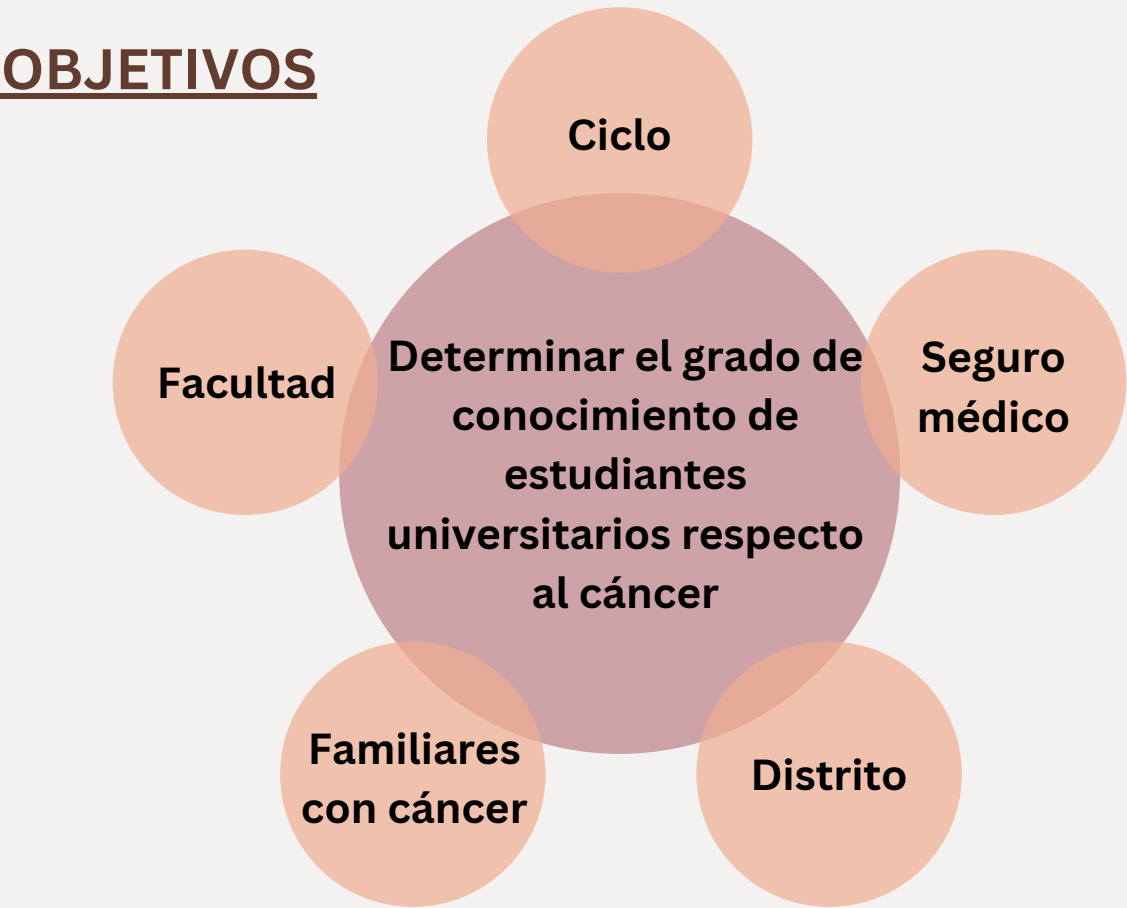 OBJETIVOS
Ciclo
Facultad
Determinar el grado de
conocimiento de
estudiantes
universitarios respecto
al cáncer
Seguro
médico
Familiares
con cáncer
Distrito